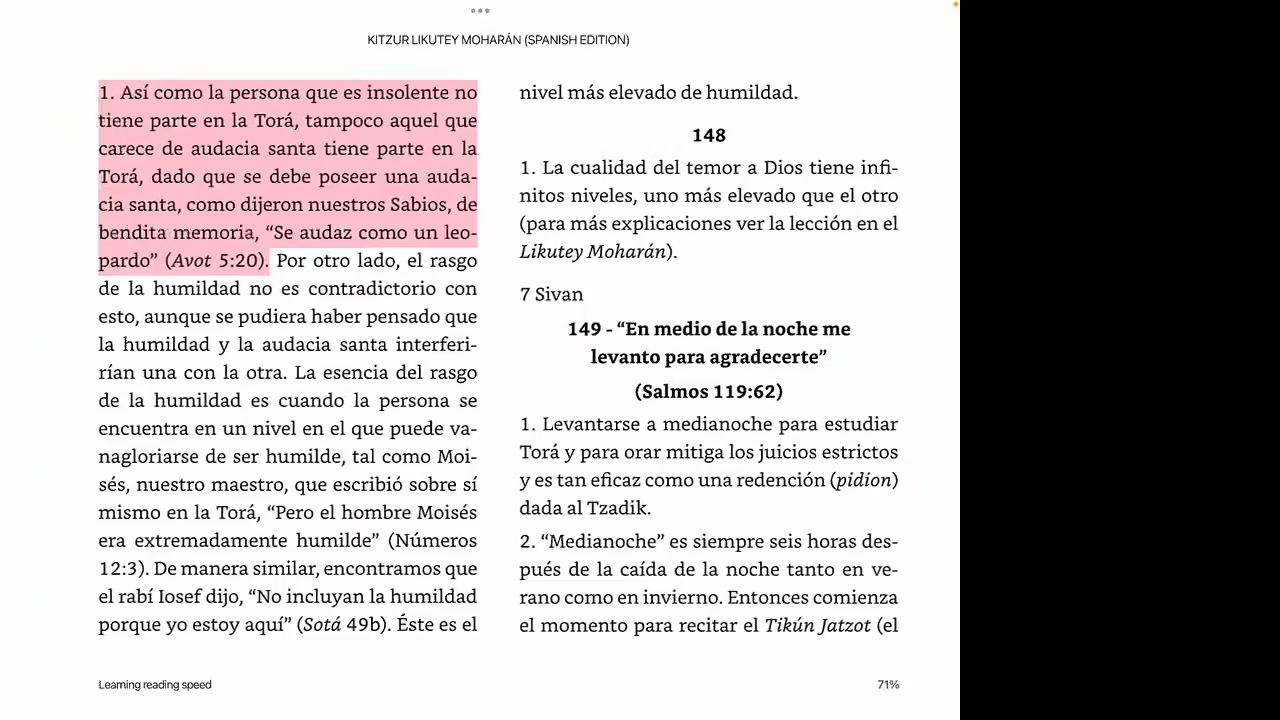 KITZUR LIKUTEY MOHARÁN (SPANISH EDITION)
1. Así como la persona que es insolente no
tiene parte en la Torá, tampoco aquel que
carece de audacia santa tiene parte en la
Torá, dado que se debe poseer una auda-
cia santa, como dijeron nuestros Sabios, de
bendita memoria, “Se audaz como un leo-
pardo” (Avot 5:20). Por otro lado, el rasgo
de la humildad no es contradictorio con
esto, aunque se pudiera haber pensado que
la humildad y la audacia santa interferi-
rían una con la otra. La esencia del rasgo
de la humildad es cuando la persona se
encuentra en un nivel en el que puede va-
nagloriarse de ser humilde, tal como Moi-
sés, nuestro maestro, que escribió sobre sí
mismo en la Torá, “Pero el hombre Moisés
era extremadamente humilde” (Números
12:3). De manera similar, encontramos que
el rabí Iosef dijo, “No incluyan la humildad
porque yo estoy aquí” (Sotá 49b). Éste es el
nivel más elevado de humildad.
148
1. La cualidad del temor a Dios tiene infi-
nitos niveles, uno más elevado que el otro
(para más explicaciones ver la lección en el
Likutey Moharán).
7 Sivan
149 - “En medio de la noche me
levanto para agradecerte”
(Salmos 119:62)
1. Levantarse a medianoche para estudiar
Torá y para orar mitiga los juicios estrictos
y es tan eficaz como una redención (pidion)
dada al Tzadik.
2. “Medianoche” es siempre seis horas des-
pués de la caída de la noche tanto en ve-
rano como en invierno. Entonces comienza
el momento para recitar el Tikún Jatzot (el
Learning reading speed
71%